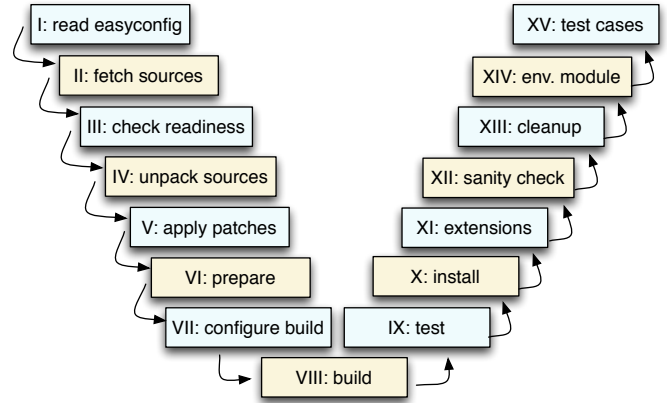 I: read easyconfig
II: fetch sources
III: check readiness
IV: unpack sources
V: apply patches
VI: prepare
VII: configure build
VIII: build
IX: test
X: install
XI: extensions
XII: sanity check
XIII: cleanup
XIV: env. module
XV: test cases